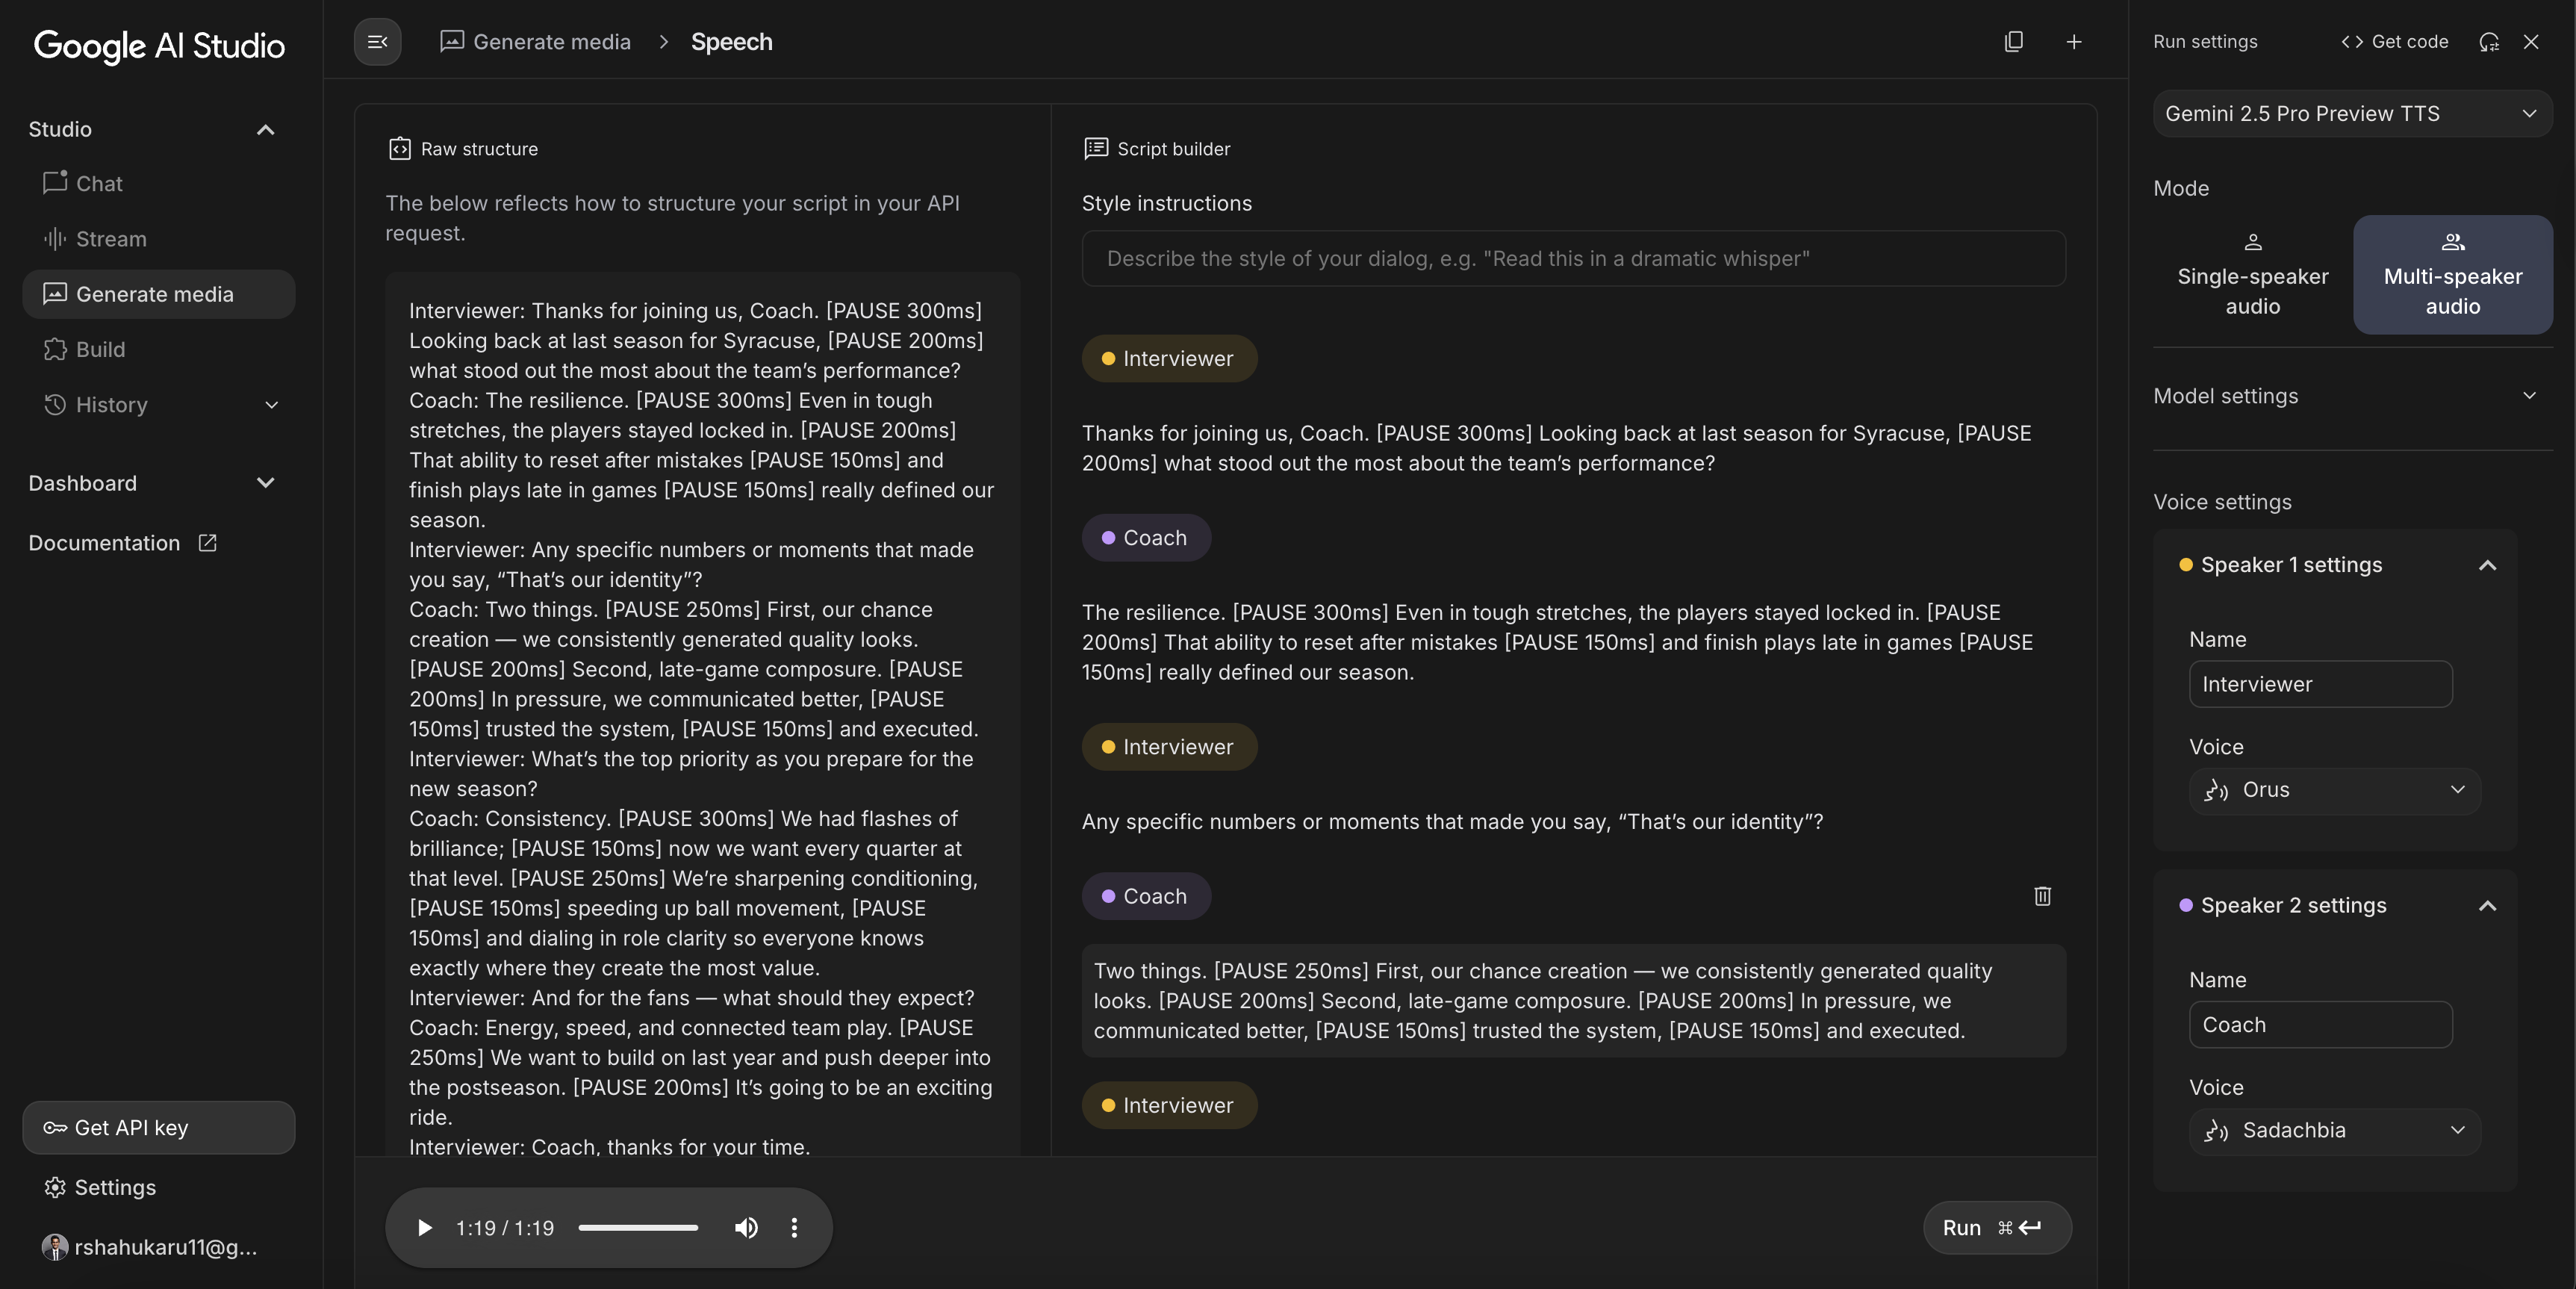 Google AI Studio
Studio
Chat
Stream
Generate media
Build
History
Dashboard
Documentation
Get API key
Settings
rshahukaru11@g...
Generate media > Speech
Raw structure
The below reflects how to structure your script in your API
request.
Interviewer: Thanks for joining us, Coach. [PAUSE 300ms]
Looking back at last season for Syracuse, [PAUSE 200ms]
what stood out the most about the team’s performance?
Coach: The resilience. [PAUSE 300ms] Even in tough
stretches, the players stayed locked in. [PAUSE 200ms]
That ability to reset after mistakes [PAUSE 150ms] and
finish plays late in games [PAUSE 150ms] really defined our
season.
Interviewer: Any specific numbers or moments that made
you say, “That’s our identity”?
Coach: Two things. [PAUSE 250ms] First, our chance
creation — we consistently generated quality looks.
[PAUSE 200ms] Second, late-game composure. [PAUSE
200ms] In pressure, we communicated better, [PAUSE
150ms] trusted the system, [PAUSE 150ms] and executed.
Interviewer: What’s the top priority as you prepare for the
new season?
Coach: Consistency. [PAUSE 300ms] We had flashes of
brilliance; [PAUSE 150ms] now we want every quarter at
that level. [PAUSE 250ms] We’re sharpening conditioning,
[PAUSE 150ms] speeding up ball movement, [PAUSE
150ms] and dialing in role clarity so everyone knows
exactly where they create the most value.
Interviewer: And for the fans — what should they expect?
Coach: Energy, speed, and connected team play. [PAUSE
250ms] We want to build on last year and push deeper into
the postseason. [PAUSE 200ms] It’s going to be an exciting
ride.
Interviewer: Coach, thanks for your time.
1:19 / 1:19
Script builder
Style instructions
Describe the style of your dialog, e.g. "Read this in a dramatic whisper"
Interviewer
Thanks for joining us, Coach. [PAUSE 300ms] Looking back at last season for Syracuse, [PAUSE
200ms] what stood out the most about the team’s performance?
Coach
The resilience. [PAUSE 300ms] Even in tough stretches, the players stayed locked in. [PAUSE
200ms] That ability to reset after mistakes [PAUSE 150ms] and finish plays late in games [PAUSE
150ms] really defined our season.
Interviewer
Any specific numbers or moments that made you say, “That’s our identity”?
Coach
Two things. [PAUSE 250ms] First, our chance creation — we consistently generated quality
looks. [PAUSE 200ms] Second, late-game composure. [PAUSE 200ms] In pressure, we
communicated better, [PAUSE 150ms] trusted the system, [PAUSE 150ms] and executed.
Interviewer
Run ⌘
Run settings
Get code
Gemini 2.5 Pro Preview TTS
Mode
Single-speaker
audio
Multi-speaker
audio
Model settings
Voice settings
Speaker 1 settings
Name
Interviewer
Voice
Orus
Speaker 2 settings
Name
Coach
Voice
Sadachbia